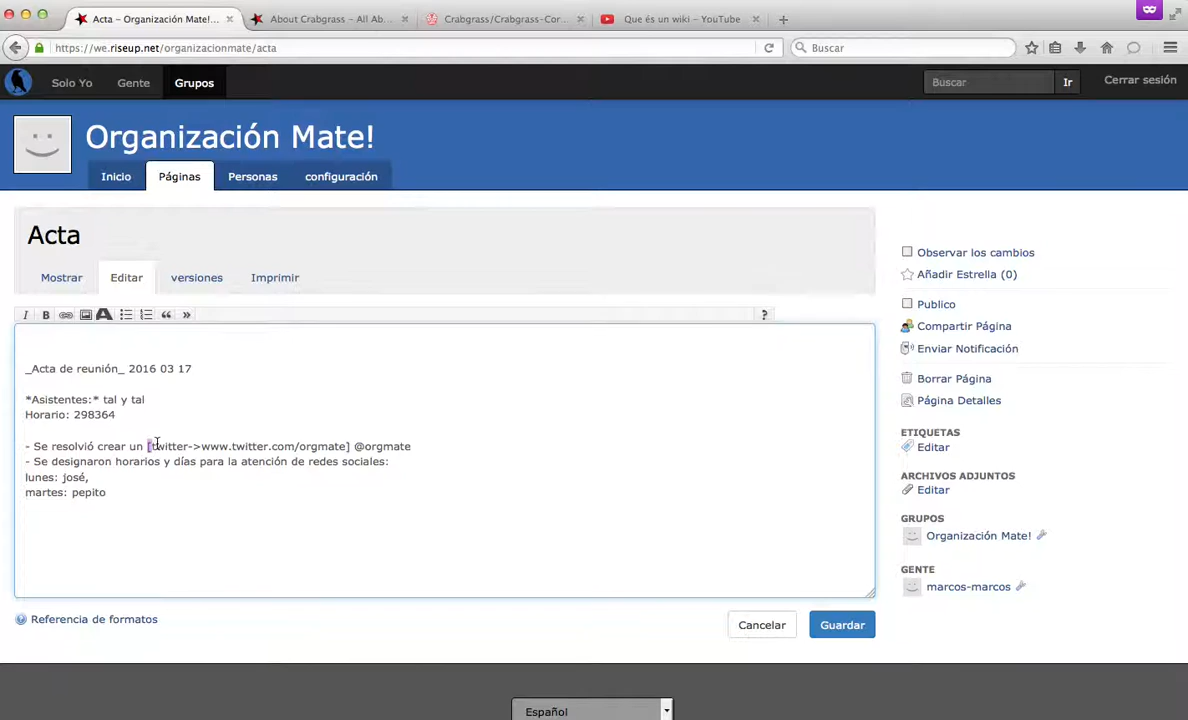 Acta – Organización Mate!...
About Crabgrass – All Ab...
Crabgrass/Crabgrass-Cor...
Que és un wiki – YouTube
https://we.riseup.net/organizacionmate/acta
Buscar
Solo Yo
Gente
Grupos
Buscar
Ir
Cerrar sesión
Organización Mate!
Inicio
Páginas
Personas
configuración
Acta
Mostrar
Editar
versiones
Imprimir
I B A “ » ?
_Acta de reunión_ 2016 03 17
*Asistentes:* tal y tal
Horario: 298364
- Se resolvió crear un [twitter->www.twitter.com/orgmate] @orgmate
- Se designaron horarios y días para la atención de redes sociales:
lunes: josé,
martes: pepito
Referencia de formatos
Cancelar
Guardar
Observar los cambios
Añadir Estrella (0)
Publico
Compartir Página
Enviar Notificación
Borrar Página
Página Detalles
ETIQUETAS
Editar
ARCHIVOS ADJUNTOS
Editar
GRUPOS
Organización Mate!
GENTE
marcos-marcos
Español